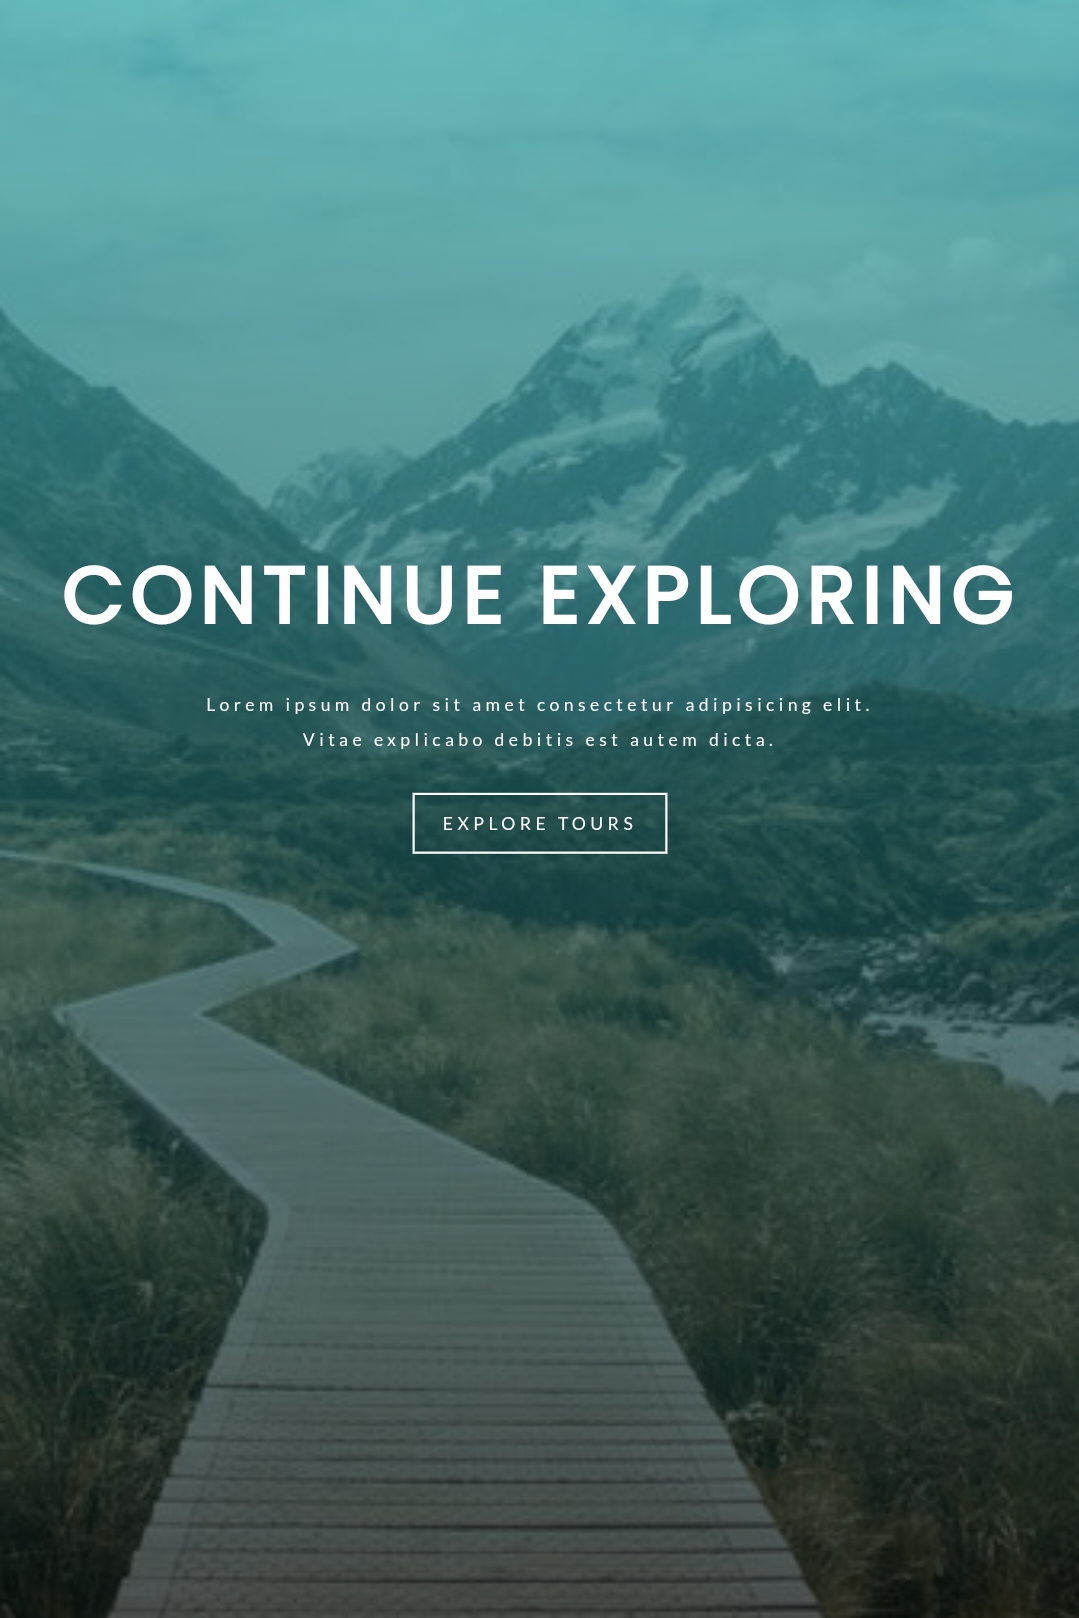 CONTINUE EXPLORING
Lorem ipsum dolor sit amet consectetur adipisicing elit.
Vitae explicabo debitis est autem dicta.
EXPLORE TOURS